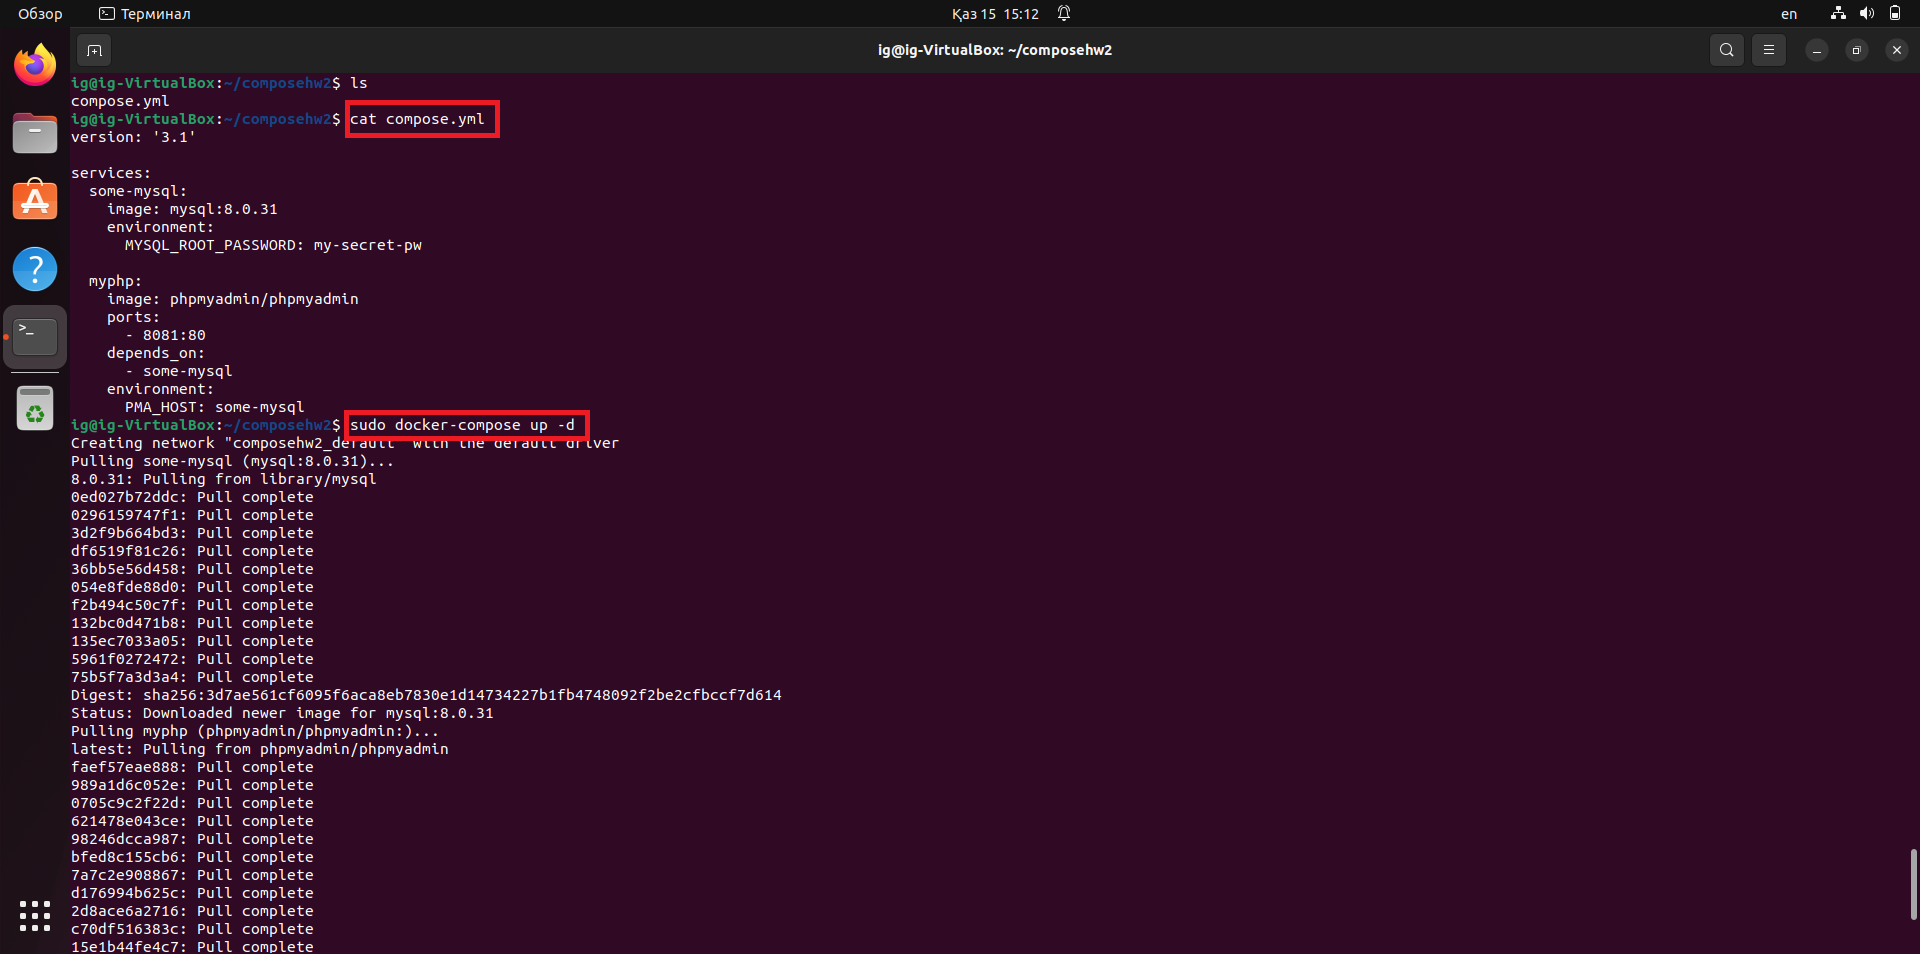 Обзор
Терминал
Қаз 15 15:12
en
ig@ig-VirtualBox: ~/composehw2
ig@ig-VirtualBox:~/composehw2$ ls
compose.yml
ig@ig-VirtualBox:~/composehw2$ cat compose.yml
version: '3.1'
services:
some-mysql:
image: mysql:8.0.31
environment:
MYSQL_ROOT_PASSWORD: my-secret-pw
myphp:
image: phpmyadmin/phpmyadmin
ports:
- 8081:80
depends_on:
- some-mysql
environment:
PMA_HOST: some-mysql
ig@ig-VirtualBox:~/composehw2$ sudo docker-compose up -d
Creating network "composehw2_default" with the default driver
Pulling some-mysql (mysql:8.0.31)...
8.0.31: Pulling from library/mysql
0ed027b72ddc: Pull complete
0296159747f1: Pull complete
3d2f9b664bd3: Pull complete
df6519f81c26: Pull complete
36bb5e56d458: Pull complete
054e8fde88d0: Pull complete
f2b494c50c7f: Pull complete
132bc0d471b8: Pull complete
135ec7033a05: Pull complete
5961f0272472: Pull complete
75b5f7a3d3a4: Pull complete
Digest: sha256:3d7ae561cf6095f6aca8eb7830e1d14734227b1fb4748092f2be2cfbccf7d614
Status: Downloaded newer image for mysql:8.0.31
Pulling myphp (phpmyadmin/phpmyadmin:)...
latest: Pulling from phpmyadmin/phpmyadmin
faef57eae888: Pull complete
989a1d6c052e: Pull complete
0705c9c2f22d: Pull complete
621478e043ce: Pull complete
98246dcca987: Pull complete
bfed8c155cb6: Pull complete
7a7c2e908867: Pull complete
d176994b625c: Pull complete
2d8ace6a2716: Pull complete
c70df516383c: Pull complete
15e1b44fe4c7: Pull complete